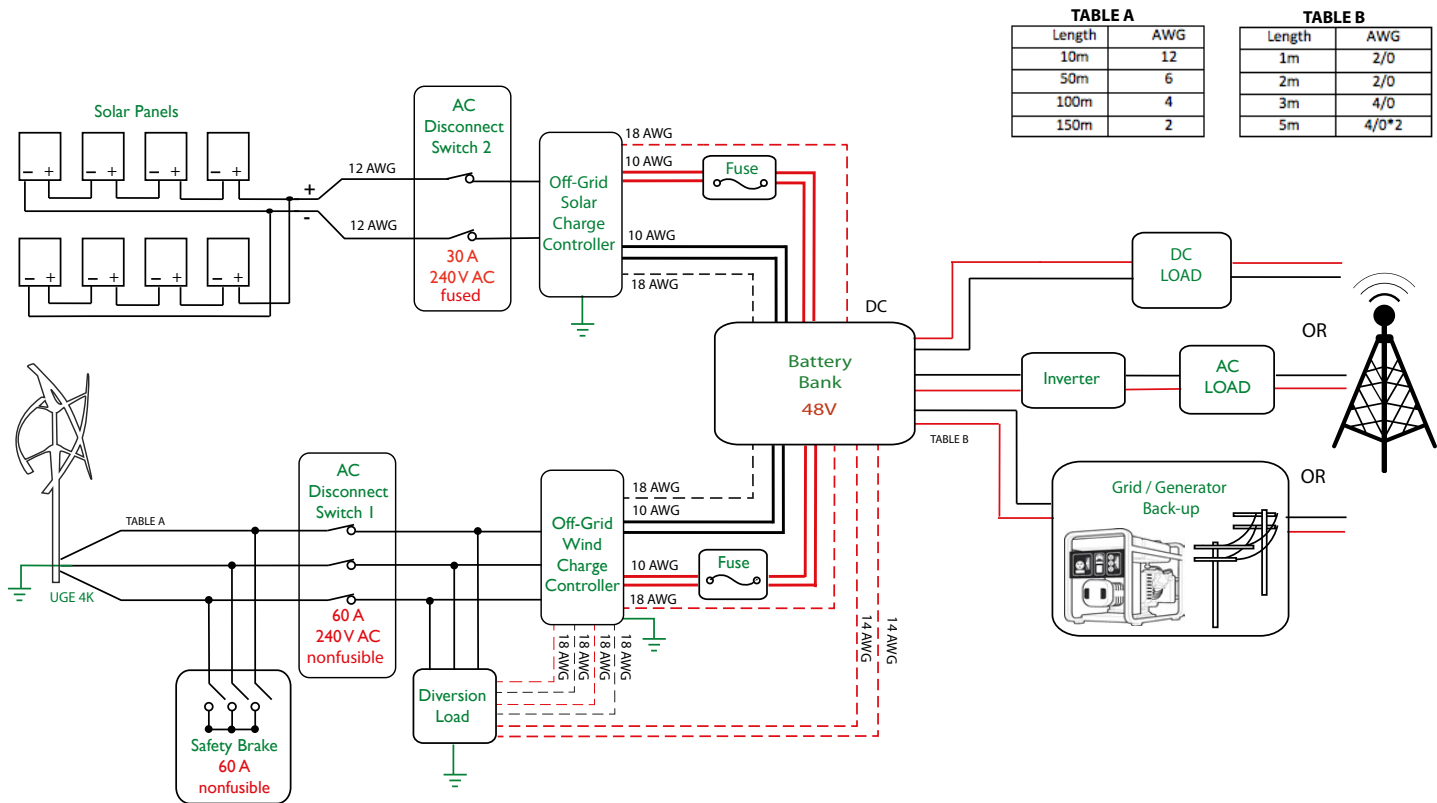 TABLE A
Length AWG
10m 12
50m 6
100m 4
150m 2
TABLE B
Length AWG
1m 2/0
2m 2/0
3m 4/0
5m 4/0*2
Solar Panels
- + - + - + - +
- + - + - + - +
+
-
12 AWG
12 AWG
AC
Disconnect
Switch 2
30 A
240 V AC
fused
Off-Grid
Solar
Charge
Controller
18 AWG
10 AWG
Fuse
10 AWG
18 AWG
DC
Battery
Bank
48V
DC
LOAD
OR
Inverter
AC
LOAD
TABLE B
OR
Grid / Generator
Back-up
UGE 4K
TABLE A
AC
Disconnect
Switch 1
60 A
240 V AC
nonfusible
Safety Brake
60 A
nonfusible
Off-Grid
Wind
Charge
Controller
18 AWG
10 AWG
10 AWG
Fuse
18 AWG
18 AWG
18 AWG
18 AWG
18 AWG
14 AWG
14 AWG
Diversion
Load